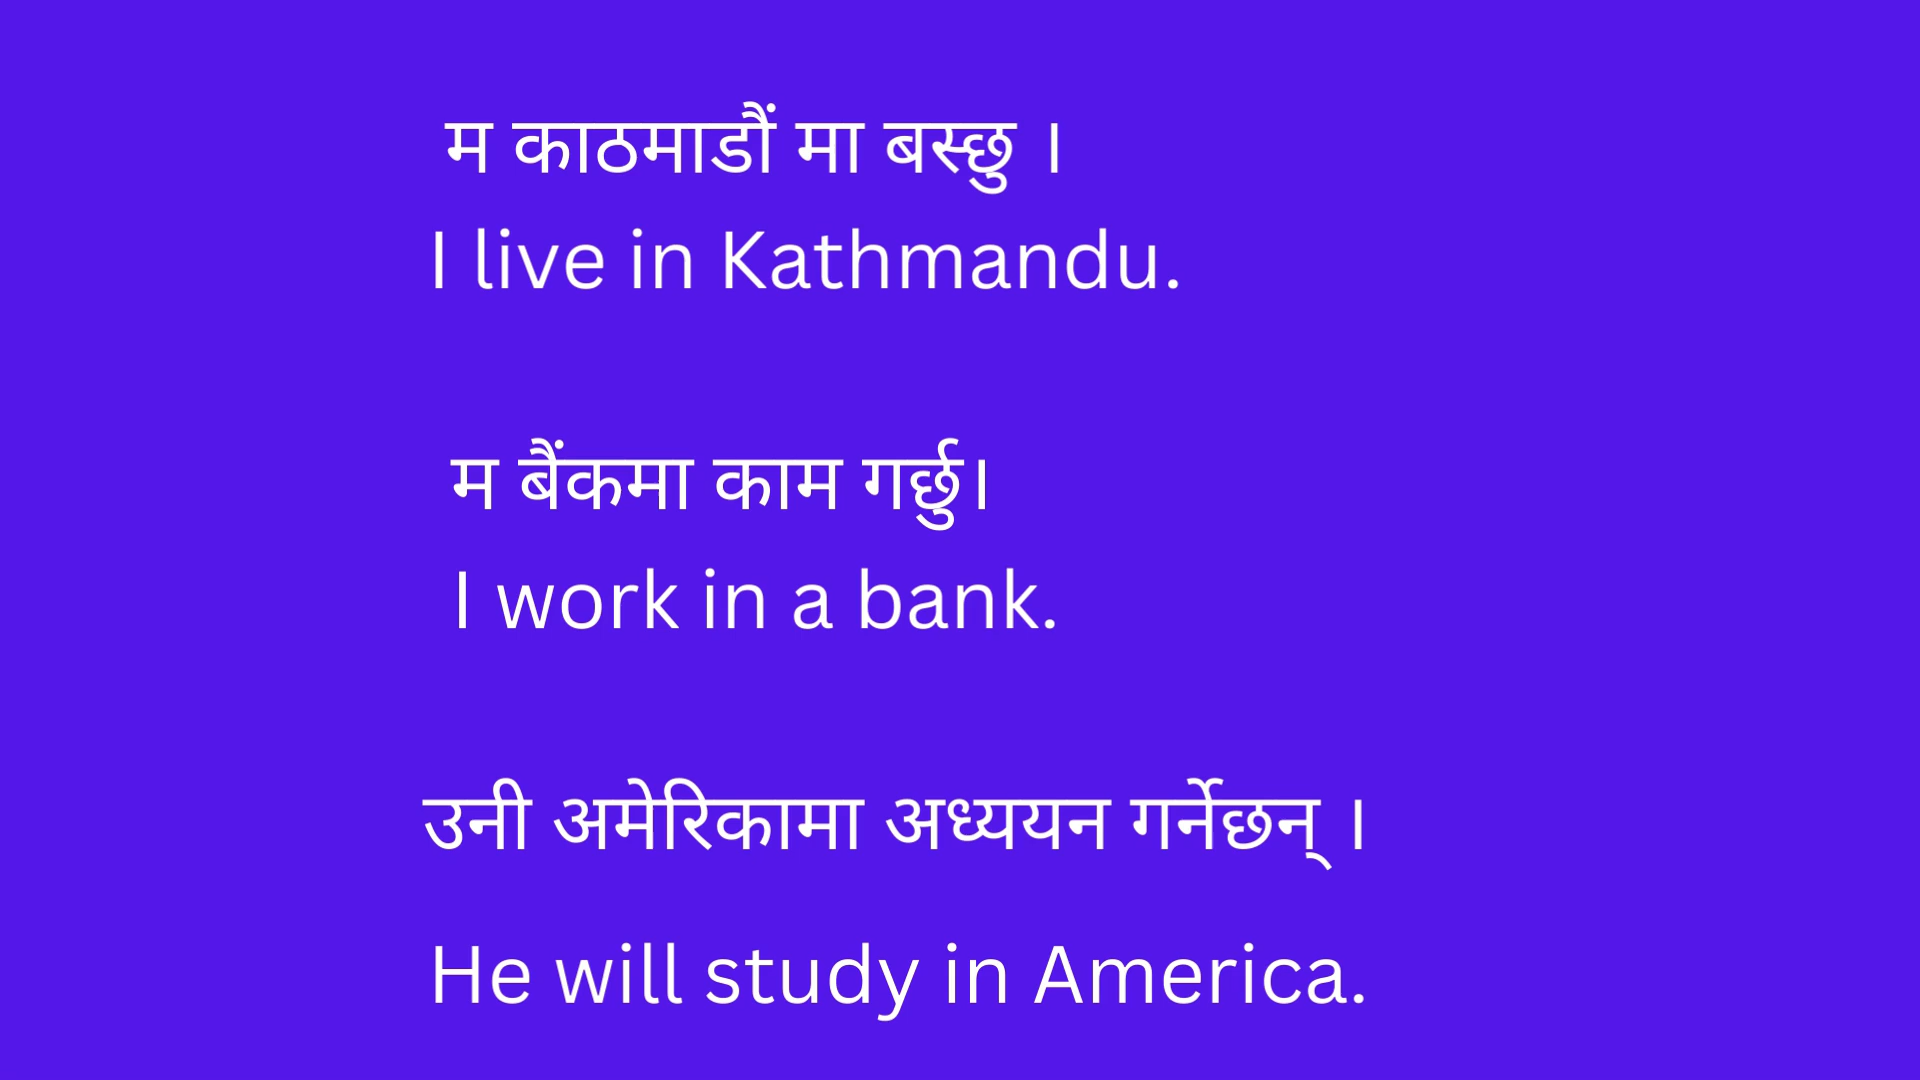 म काठमाडौं मा बस्छु ।
I live in Kathmandu.
म बैंकमा काम गर्छु।
I work in a bank.
उनी अमेरिकामा अध्ययन गर्नेछन् ।
He will study in America.